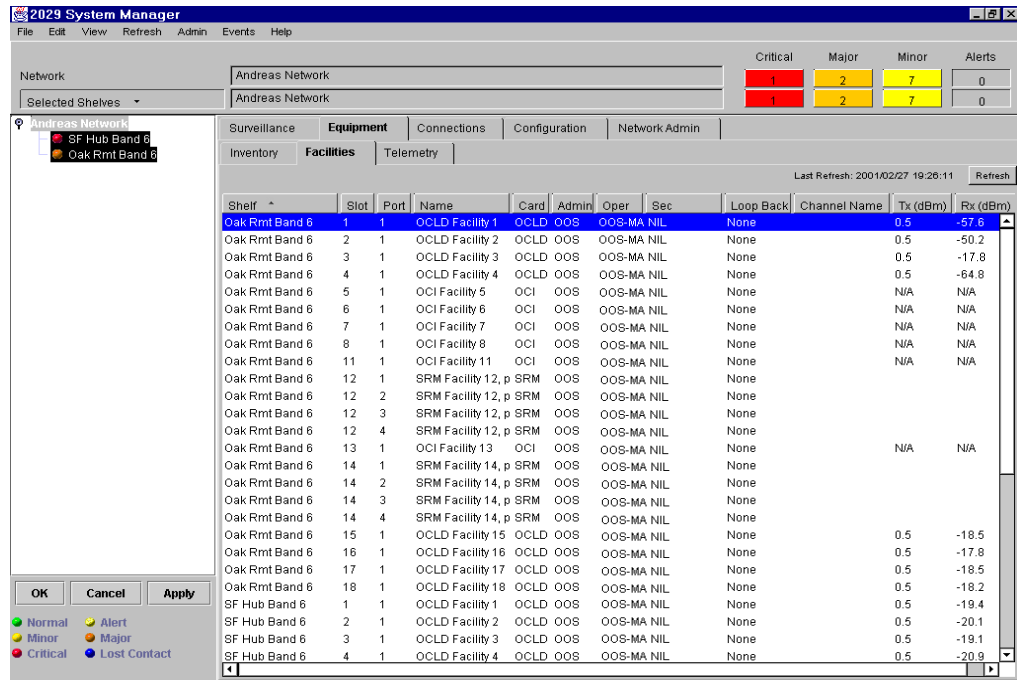 2029 System Manager
File Edit View Refresh Admin Events Help
Critical Major Minor Alerts
Network Andreas Network 1 2 7 0
Selected Shelves Andreas Network 1 2 7 0
Andreas Network
SF Hub Band 6
Oak Rmt Band 6
Surveillance Equipment Connections Configuration Network Admin
Inventory Facilities Telemetry
Last Refresh: 2001/02/27 19:26:11 Refresh
Shelf Slot Port Name Card Admin Oper Sec Loop Back Channel Name Tx (dBm) Rx (dBm)
Oak Rmt Band 6 1 1 OCLD Facility 1 OCLD OOS OOS-MA NIL None 0.5 -57.6
Oak Rmt Band 6 2 1 OCLD Facility 2 OCLD OOS OOS-MA NIL None 0.5 -50.2
Oak Rmt Band 6 3 1 OCLD Facility 3 OCLD OOS OOS-MA NIL None 0.5 -17.8
Oak Rmt Band 6 4 1 OCLD Facility 4 OCLD OOS OOS-MA NIL None 0.5 -64.8
Oak Rmt Band 6 5 1 OCI Facility 5 OCI OOS OOS-MA NIL None N/A N/A
Oak Rmt Band 6 6 1 OCI Facility 6 OCI OOS OOS-MA NIL None N/A N/A
Oak Rmt Band 6 7 1 OCI Facility 7 OCI OOS OOS-MA NIL None N/A N/A
Oak Rmt Band 6 8 1 OCI Facility 8 OCI OOS OOS-MA NIL None N/A N/A
Oak Rmt Band 6 11 1 OCI Facility 11 OCI OOS OOS-MA NIL None N/A N/A
Oak Rmt Band 6 12 1 SRM Facility 12, p SRM OOS OOS-MA NIL None
Oak Rmt Band 6 12 2 SRM Facility 12, p SRM OOS OOS-MA NIL None
Oak Rmt Band 6 12 3 SRM Facility 12, p SRM OOS OOS-MA NIL None
Oak Rmt Band 6 12 4 SRM Facility 12, p SRM OOS OOS-MA NIL None
Oak Rmt Band 6 13 1 OCI Facility 13 OCI OOS OOS-MA NIL None N/A N/A
Oak Rmt Band 6 14 1 SRM Facility 14, p SRM OOS OOS-MA NIL None
Oak Rmt Band 6 14 2 SRM Facility 14, p SRM OOS OOS-MA NIL None
Oak Rmt Band 6 14 3 SRM Facility 14, p SRM OOS OOS-MA NIL None
Oak Rmt Band 6 14 4 SRM Facility 14, p SRM OOS OOS-MA NIL None
Oak Rmt Band 6 15 1 OCLD Facility 15 OCLD OOS OOS-MA NIL None 0.5 -18.5
Oak Rmt Band 6 16 1 OCLD Facility 16 OCLD OOS OOS-MA NIL None 0.5 -17.8
Oak Rmt Band 6 17 1 OCLD Facility 17 OCLD OOS OOS-MA NIL None 0.5 -18.5
Oak Rmt Band 6 18 1 OCLD Facility 18 OCLD OOS OOS-MA NIL None 0.5 -18.2
SF Hub Band 6 1 1 OCLD Facility 1 OCLD OOS OOS-MA NIL None 0.5 -19.4
SF Hub Band 6 2 1 OCLD Facility 2 OCLD OOS OOS-MA NIL None 0.5 -20.1
SF Hub Band 6 3 1 OCLD Facility 3 OCLD OOS OOS-MA NIL None 0.5 -19.1
SF Hub Band 6 4 1 OCLD Facility 4 OCLD OOS OOS-MA NIL None 0.5 -20.9
OK Cancel Apply
Normal Alert
Minor Major
Critical Lost Contact